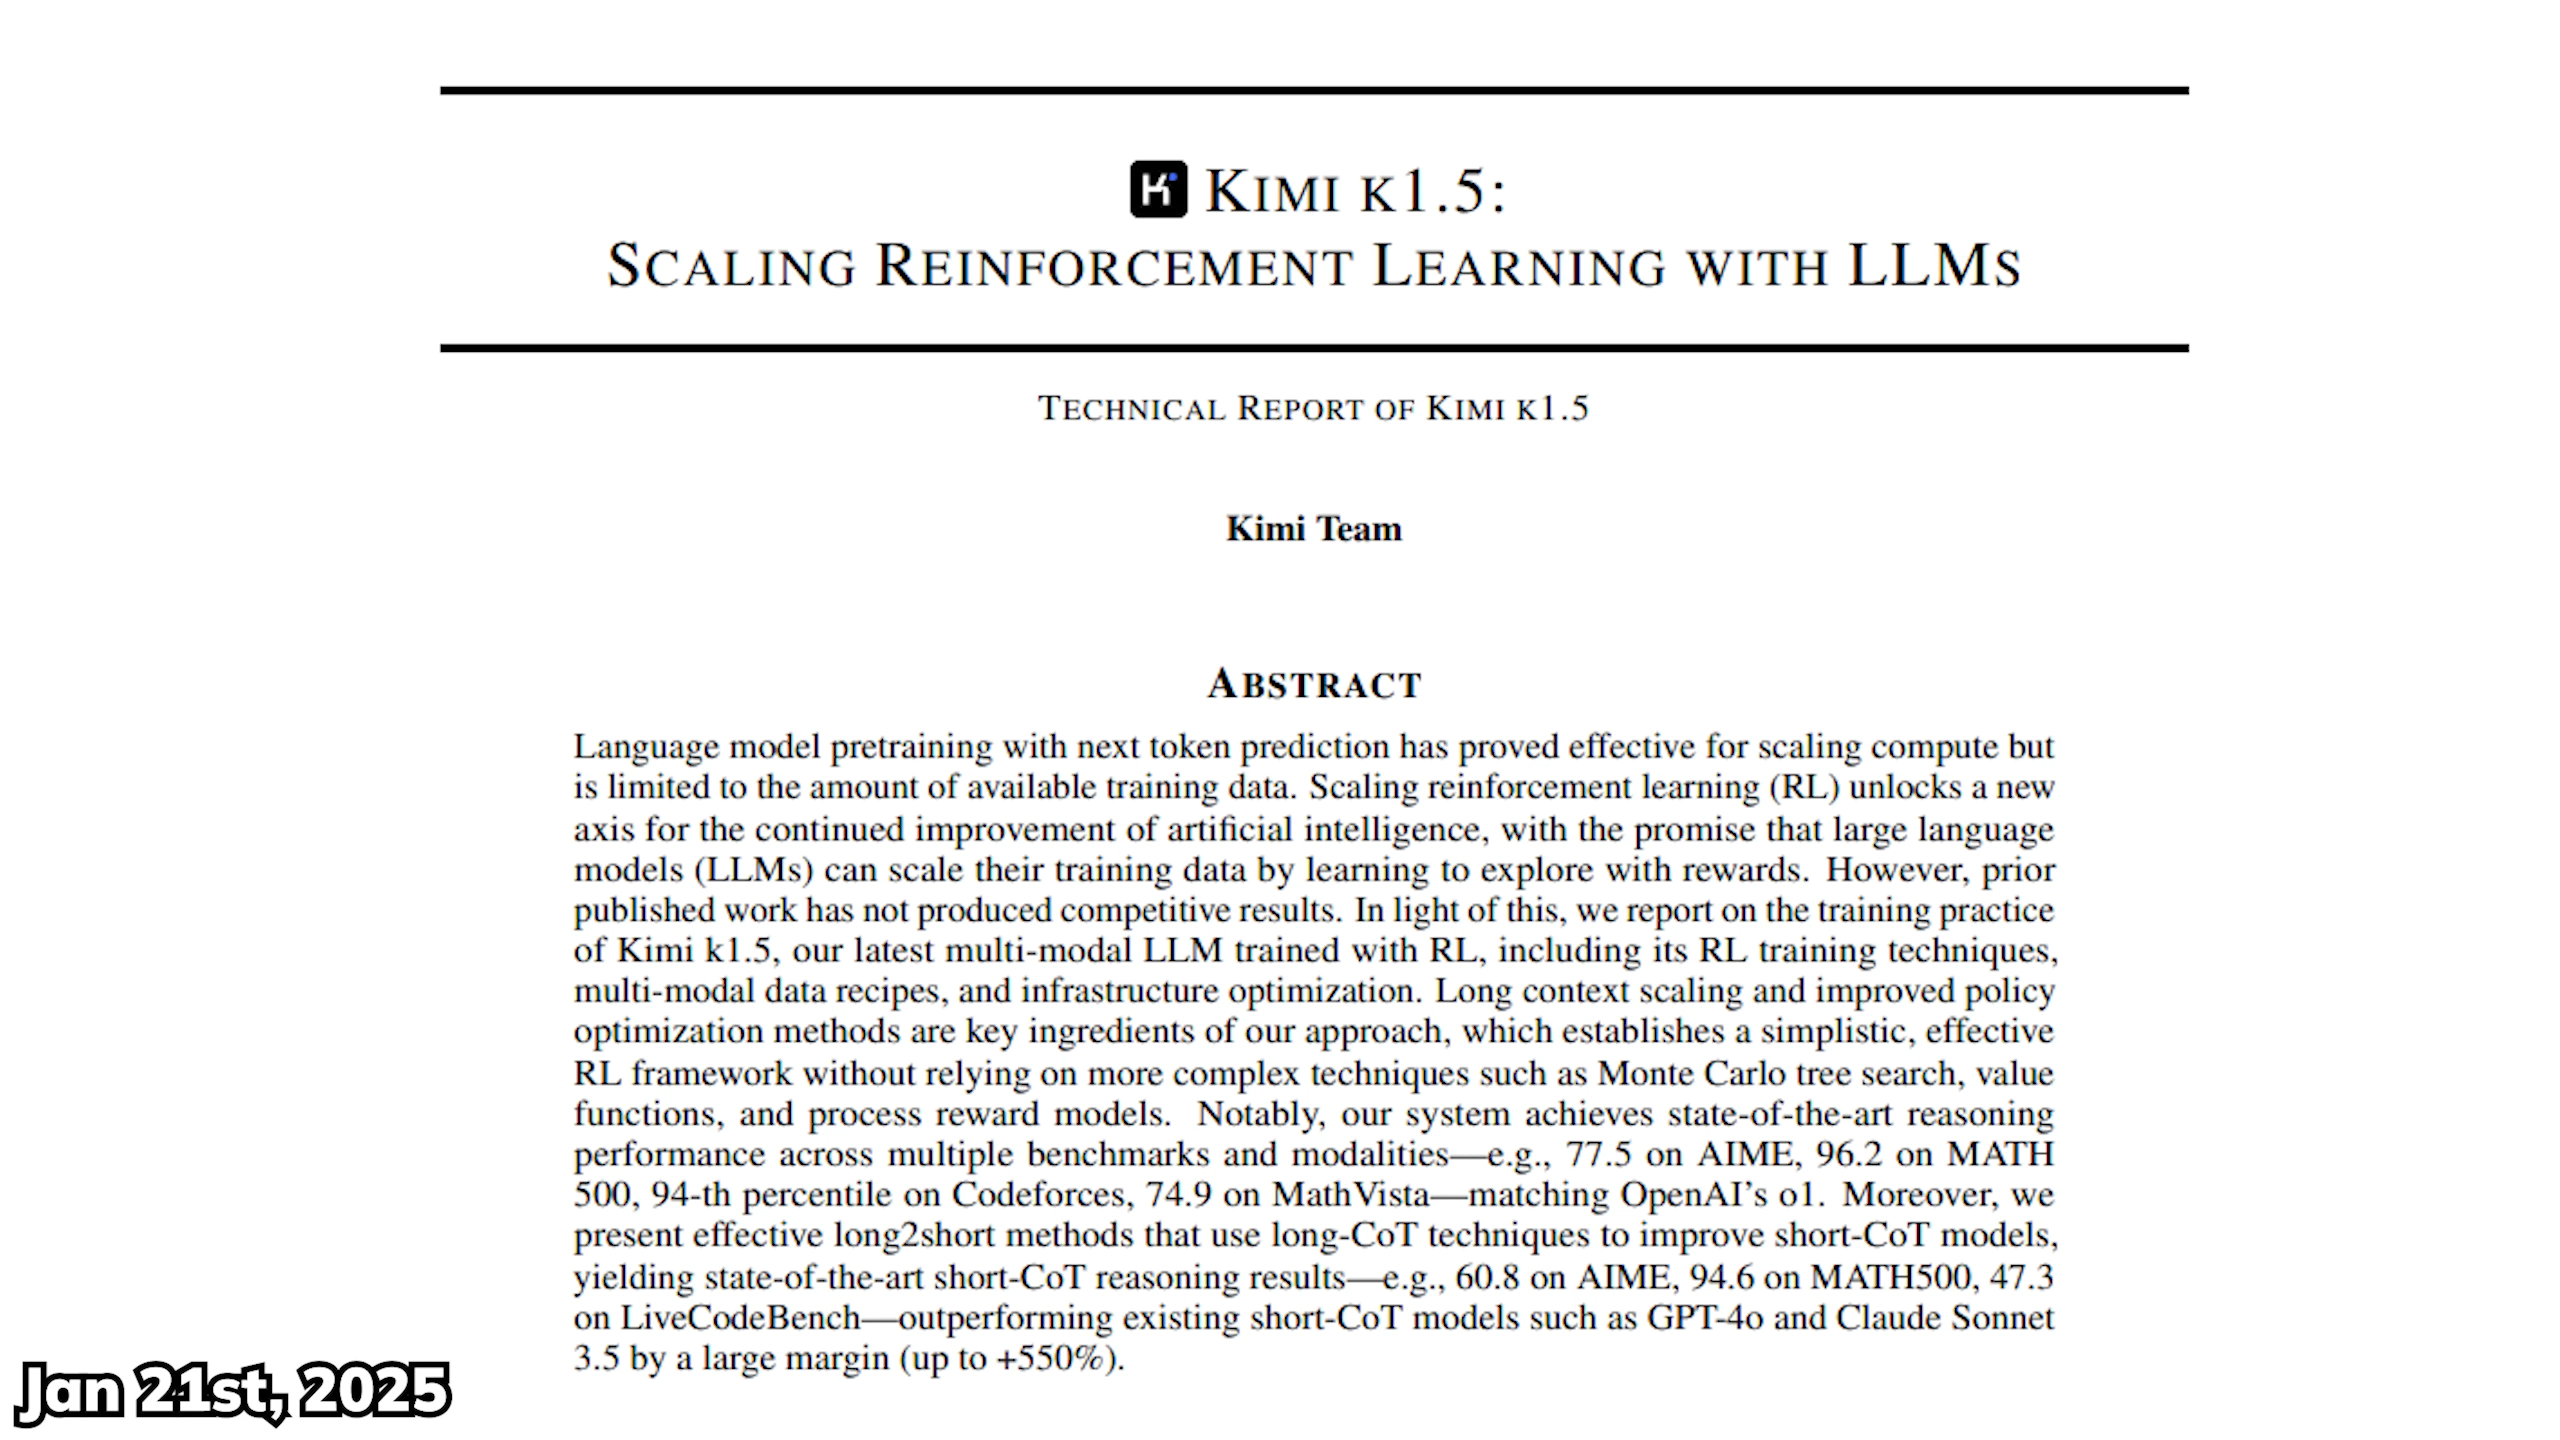 KIMI K1.5:
SCALING REINFORCEMENT LEARNING WITH LLMS
TECHNICAL REPORT OF KIMI K1.5
Kimi Team
ABSTRACT
Language model pretraining with next token prediction has proved effective for scaling compute but
is limited to the amount of available training data. Scaling reinforcement learning (RL) unlocks a new
axis for the continued improvement of artificial intelligence, with the promise that large language
models (LLMs) can scale their training data by learning to explore with rewards. However, prior
published work has not produced competitive results. In light of this, we report on the training practice
of Kimi k1.5, our latest multi-modal LLM trained with RL, including its RL training techniques,
multi-modal data recipes, and infrastructure optimization. Long context scaling and improved policy
optimization methods are key ingredients of our approach, which establishes a simplistic, effective
RL framework without relying on more complex techniques such as Monte Carlo tree search, value
functions, and process reward models. Notably, our system achieves state-of-the-art reasoning
performance across multiple benchmarks and modalities—e.g., 77.5 on AIME, 96.2 on MATH
500, 94-th percentile on Codeforces, 74.9 on MathVista—matching OpenAI's o1. Moreover, we
present effective long2short methods that use long-CoT techniques to improve short-CoT models,
yielding state-of-the-art short-CoT reasoning results—e.g., 60.8 on AIME, 94.6 on MATH500, 47.3
on LiveCodeBench—outperforming existing short-CoT models such as GPT-4o and Claude Sonnet
3.5 by a large margin (up to +550%).
Jan 21st, 2025